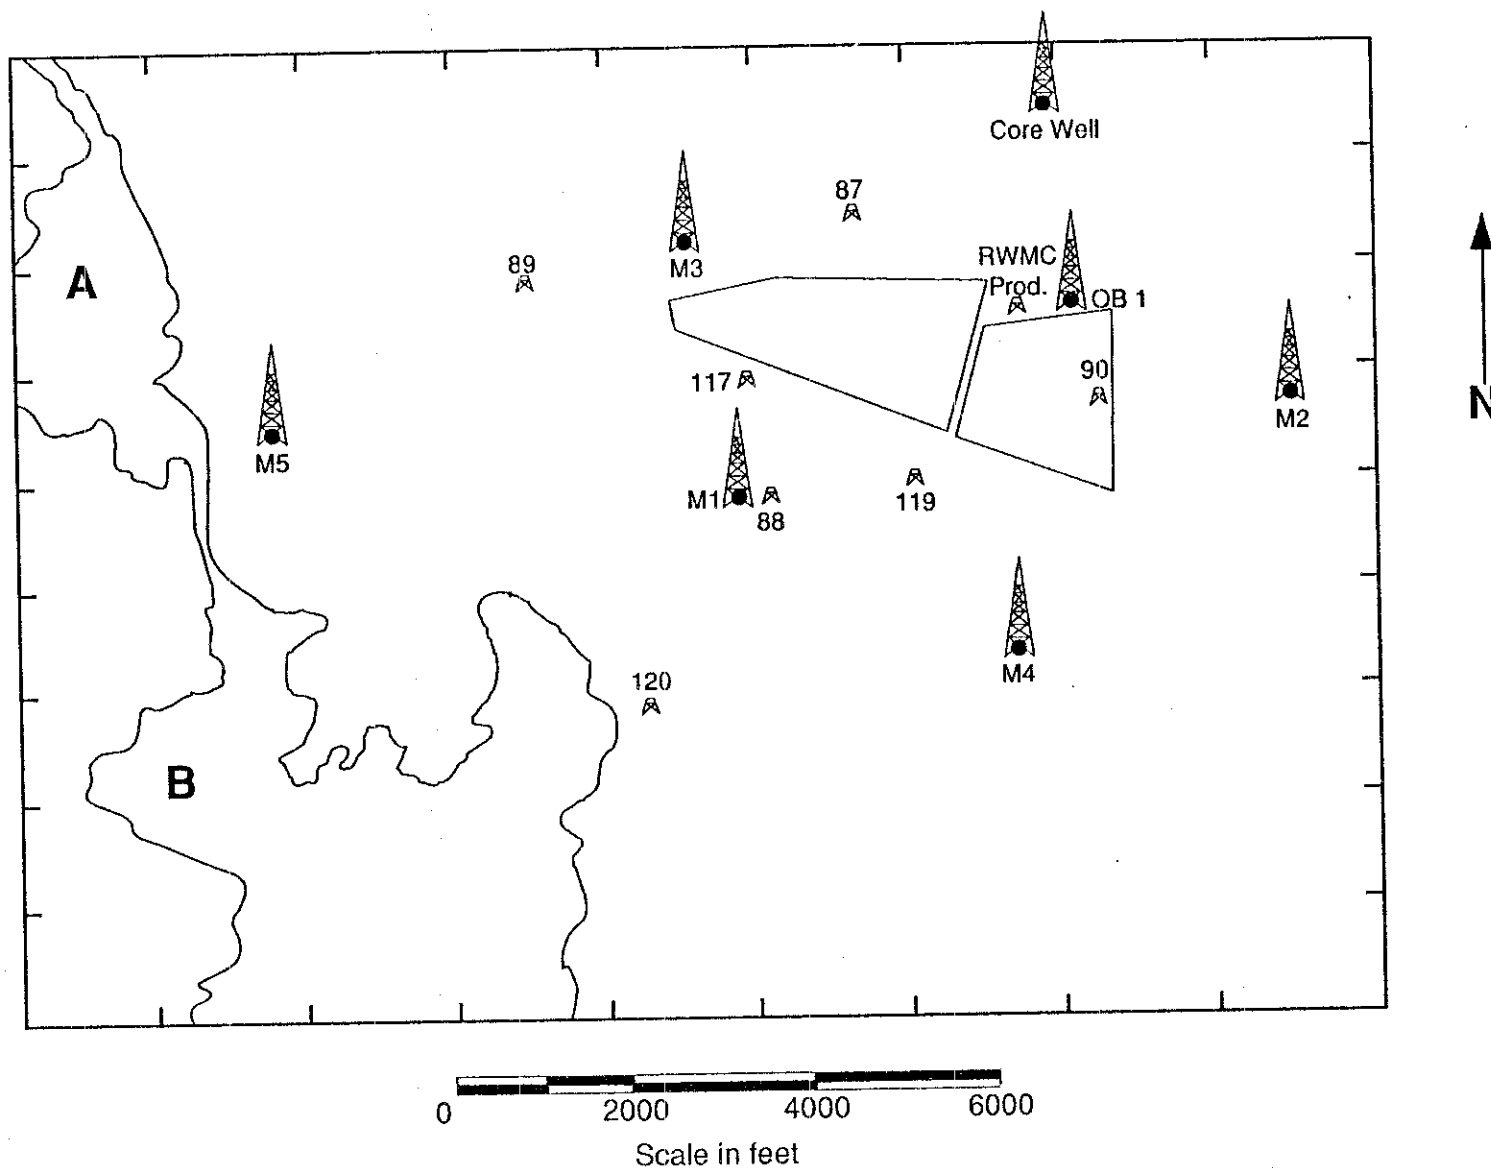 Core Well
87
M3
89
RWMC
Prod.
OB 1
A
90
117
M2
N
M5
M1
88
119
M4
120
B
0
2000
4000
6000
Scale in feet